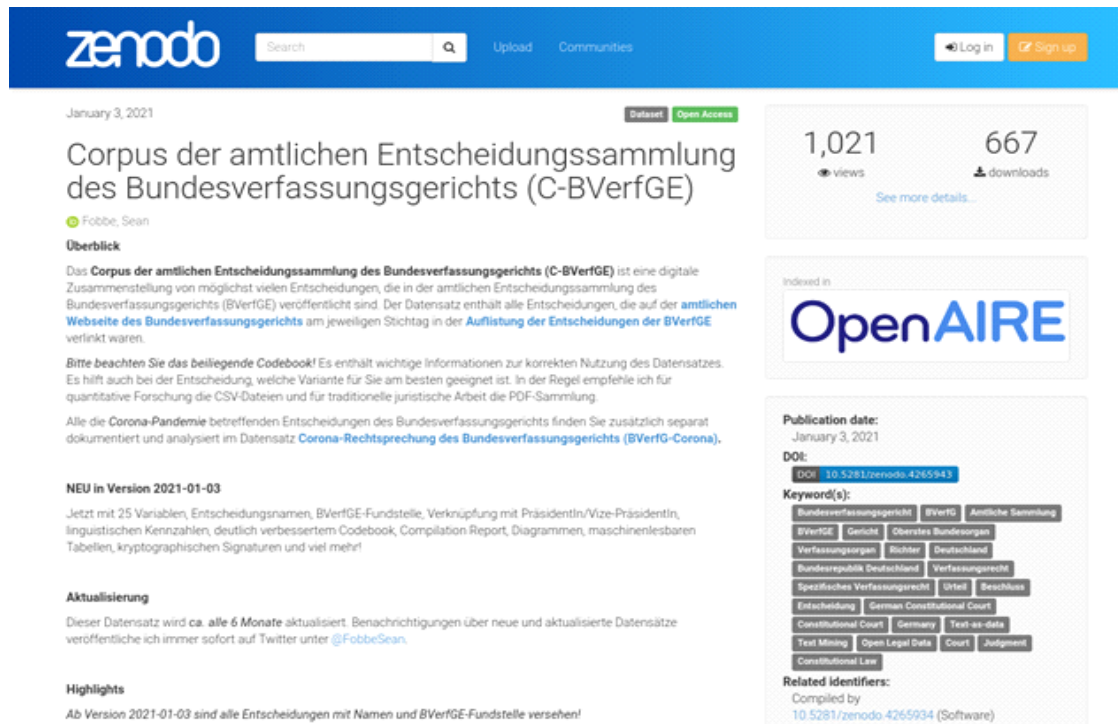 zenodo
Search
Upload
Communities
Log in
Sign up
January 3, 2021
Dataset
Open Access
Corpus der amtlichen Entscheidungssammlung
des Bundesverfassungsgerichts (C-BVerfGE)
Fobbe, Sean
Überblick
Das Corpus der amtlichen Entscheidungssammlung des Bundesverfassungsgerichts (C-BVerfGE) ist eine digitale
Zusammenstellung von möglichst vielen Entscheidungen, die in der amtlichen Entscheidungssammlung des
Bundesverfassungsgerichts (BVerfGE) veröffentlicht sind. Der Datensatz enthält alle Entscheidungen, die auf der amtlichen
Webseite des Bundesverfassungsgerichts am jeweiligen Stichtag in der Auflistung der Entscheidungen der BVerfGE
verlinkt waren.
Bitte beachten Sie das beiliegende Codebook! Es enthält wichtige Informationen zur korrekten Nutzung des Datensatzes.
Es hilft auch bei der Entscheidung, welche Variante für Sie am besten geeignet ist. In der Regel empfehle ich für
quantitative Forschung die CSV-Dateien und für traditionelle juristische Arbeit die PDF-Sammlung.
Alle die Corona-Pandemie betreffenden Entscheidungen des Bundesverfassungsgerichts finden Sie zusätzlich separat
dokumentiert und analysiert im Datensatz Corona-Rechtsprechung des Bundesverfassungsgerichts (BVerfG-Corona).
NEU in Version 2021-01-03
Jetzt mit 25 Variablen, Entscheidungsnamen, BVerfGE-Fundstelle, Verknüpfung mit PräsidentIn/Vize-PräsidentIn,
linguistischen Kennzahlen, deutlich verbessertem Codebook, Compilation Report, Diagrammen, maschinenlesbaren
Tabellen, kryptographischen Signaturen und viel mehr!
Aktualisierung
Dieser Datensatz wird ca. alle 6 Monate aktualisiert. Benachrichtigungen über neue und aktualisierte Datensätze
veröffentliche ich immer sofort auf Twitter unter @FobbeSean.
Highlights
Ab Version 2021-01-03 sind alle Entscheidungen mit Namen und BVerfGE-Fundstelle versehen!
1,021
views
667
downloads
See more details...
Indexed in
OpenAIRE
Publication date:
January 3, 2021
DOI:
DOI 10.5281/zenodo.4265943
Keyword(s):
Bundesverfassungsgericht BVerfG Amtliche Sammlung
BVerfGE Gericht Oberstes Bundesorgan
Verfassungsorgan Richter Deutschland
Bundesrepublik Deutschland Verfassungsrecht
Spezifisches Verfassungsrecht Urteil Beschluss
Entscheidung German Constitutional Court
Constitutional Court Germany Text-as-data
Text Mining Open Legal Data Court Judgment
Constitutional Law
Related identifiers:
Compiled by
10.5281/zenodo.4265934 (Software)